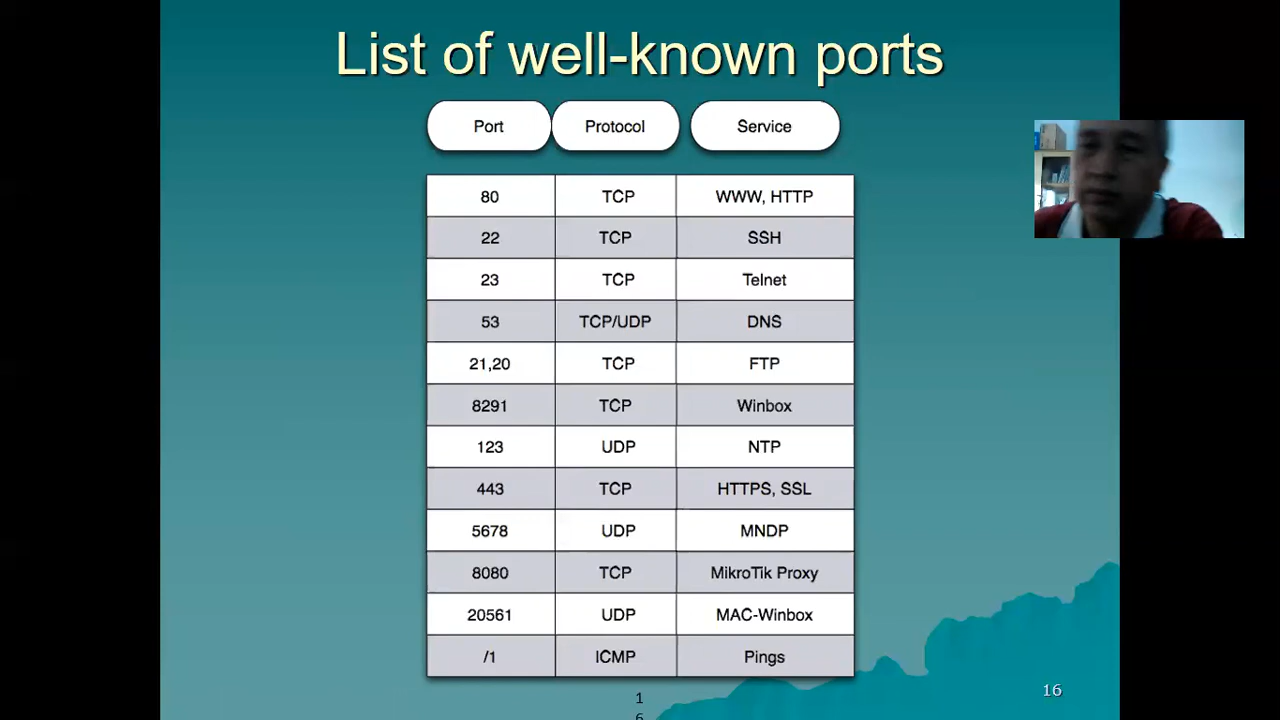 List of well-known ports
Port Protocol Service
80 TCP WWW, HTTP
22 TCP SSH
23 TCP Telnet
53 TCP/UDP DNS
21,20 TCP FTP
8291 TCP Winbox
123 UDP NTP
443 TCP HTTPS, SSL
5678 UDP MNDP
8080 TCP MikroTik Proxy
20561 UDP MAC-Winbox
/1 ICMP Pings
16
1
6